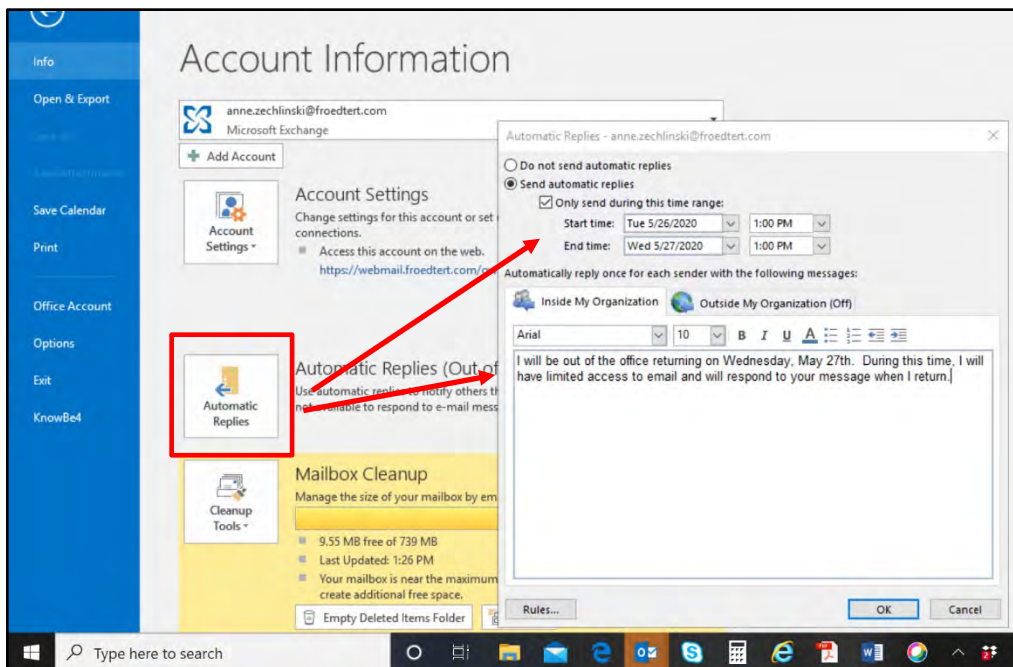 Info
Open & Export
Save Calendar
Print
Office Account
Options
Exit
KnowBe4
Account Information
anne.zechlinski@froedtert.com
Microsoft Exchange
Add Account
Account Settings
Account
Settings
Change settings for this account or set
connections.
Access this account on the web.
https://webmail.froedtert.com/o
Automatic Replies (Out of
Automatic
Replies
Use automatic replies to notify others th
not available to respond to e-mail mess
Mailbox Cleanup
Cleanup
Tools
Manage the size of your mailbox by em
9.55 MB free of 739 MB
Last Updated: 1:26 PM
Your mailbox is near the maximum
create additional free space.
Empty Deleted Items Folder
Automatic Replies - anne.zechlinski@froedtert.com
Do not send automatic replies
Send automatic replies
Only send during this time range:
Start time: Tue 5/26/2020 1:00 PM
End time: Wed 5/27/2020 1:00 PM
Automatically reply once for each sender with the following messages:
Inside My Organization Outside My Organization (Off)
Arial 10 B I U A
I will be out of the office returning on Wednesday, May 27th. During this time, I will
have limited access to email and will respond to your message when I return.
Rules... OK Cancel
Type here to search